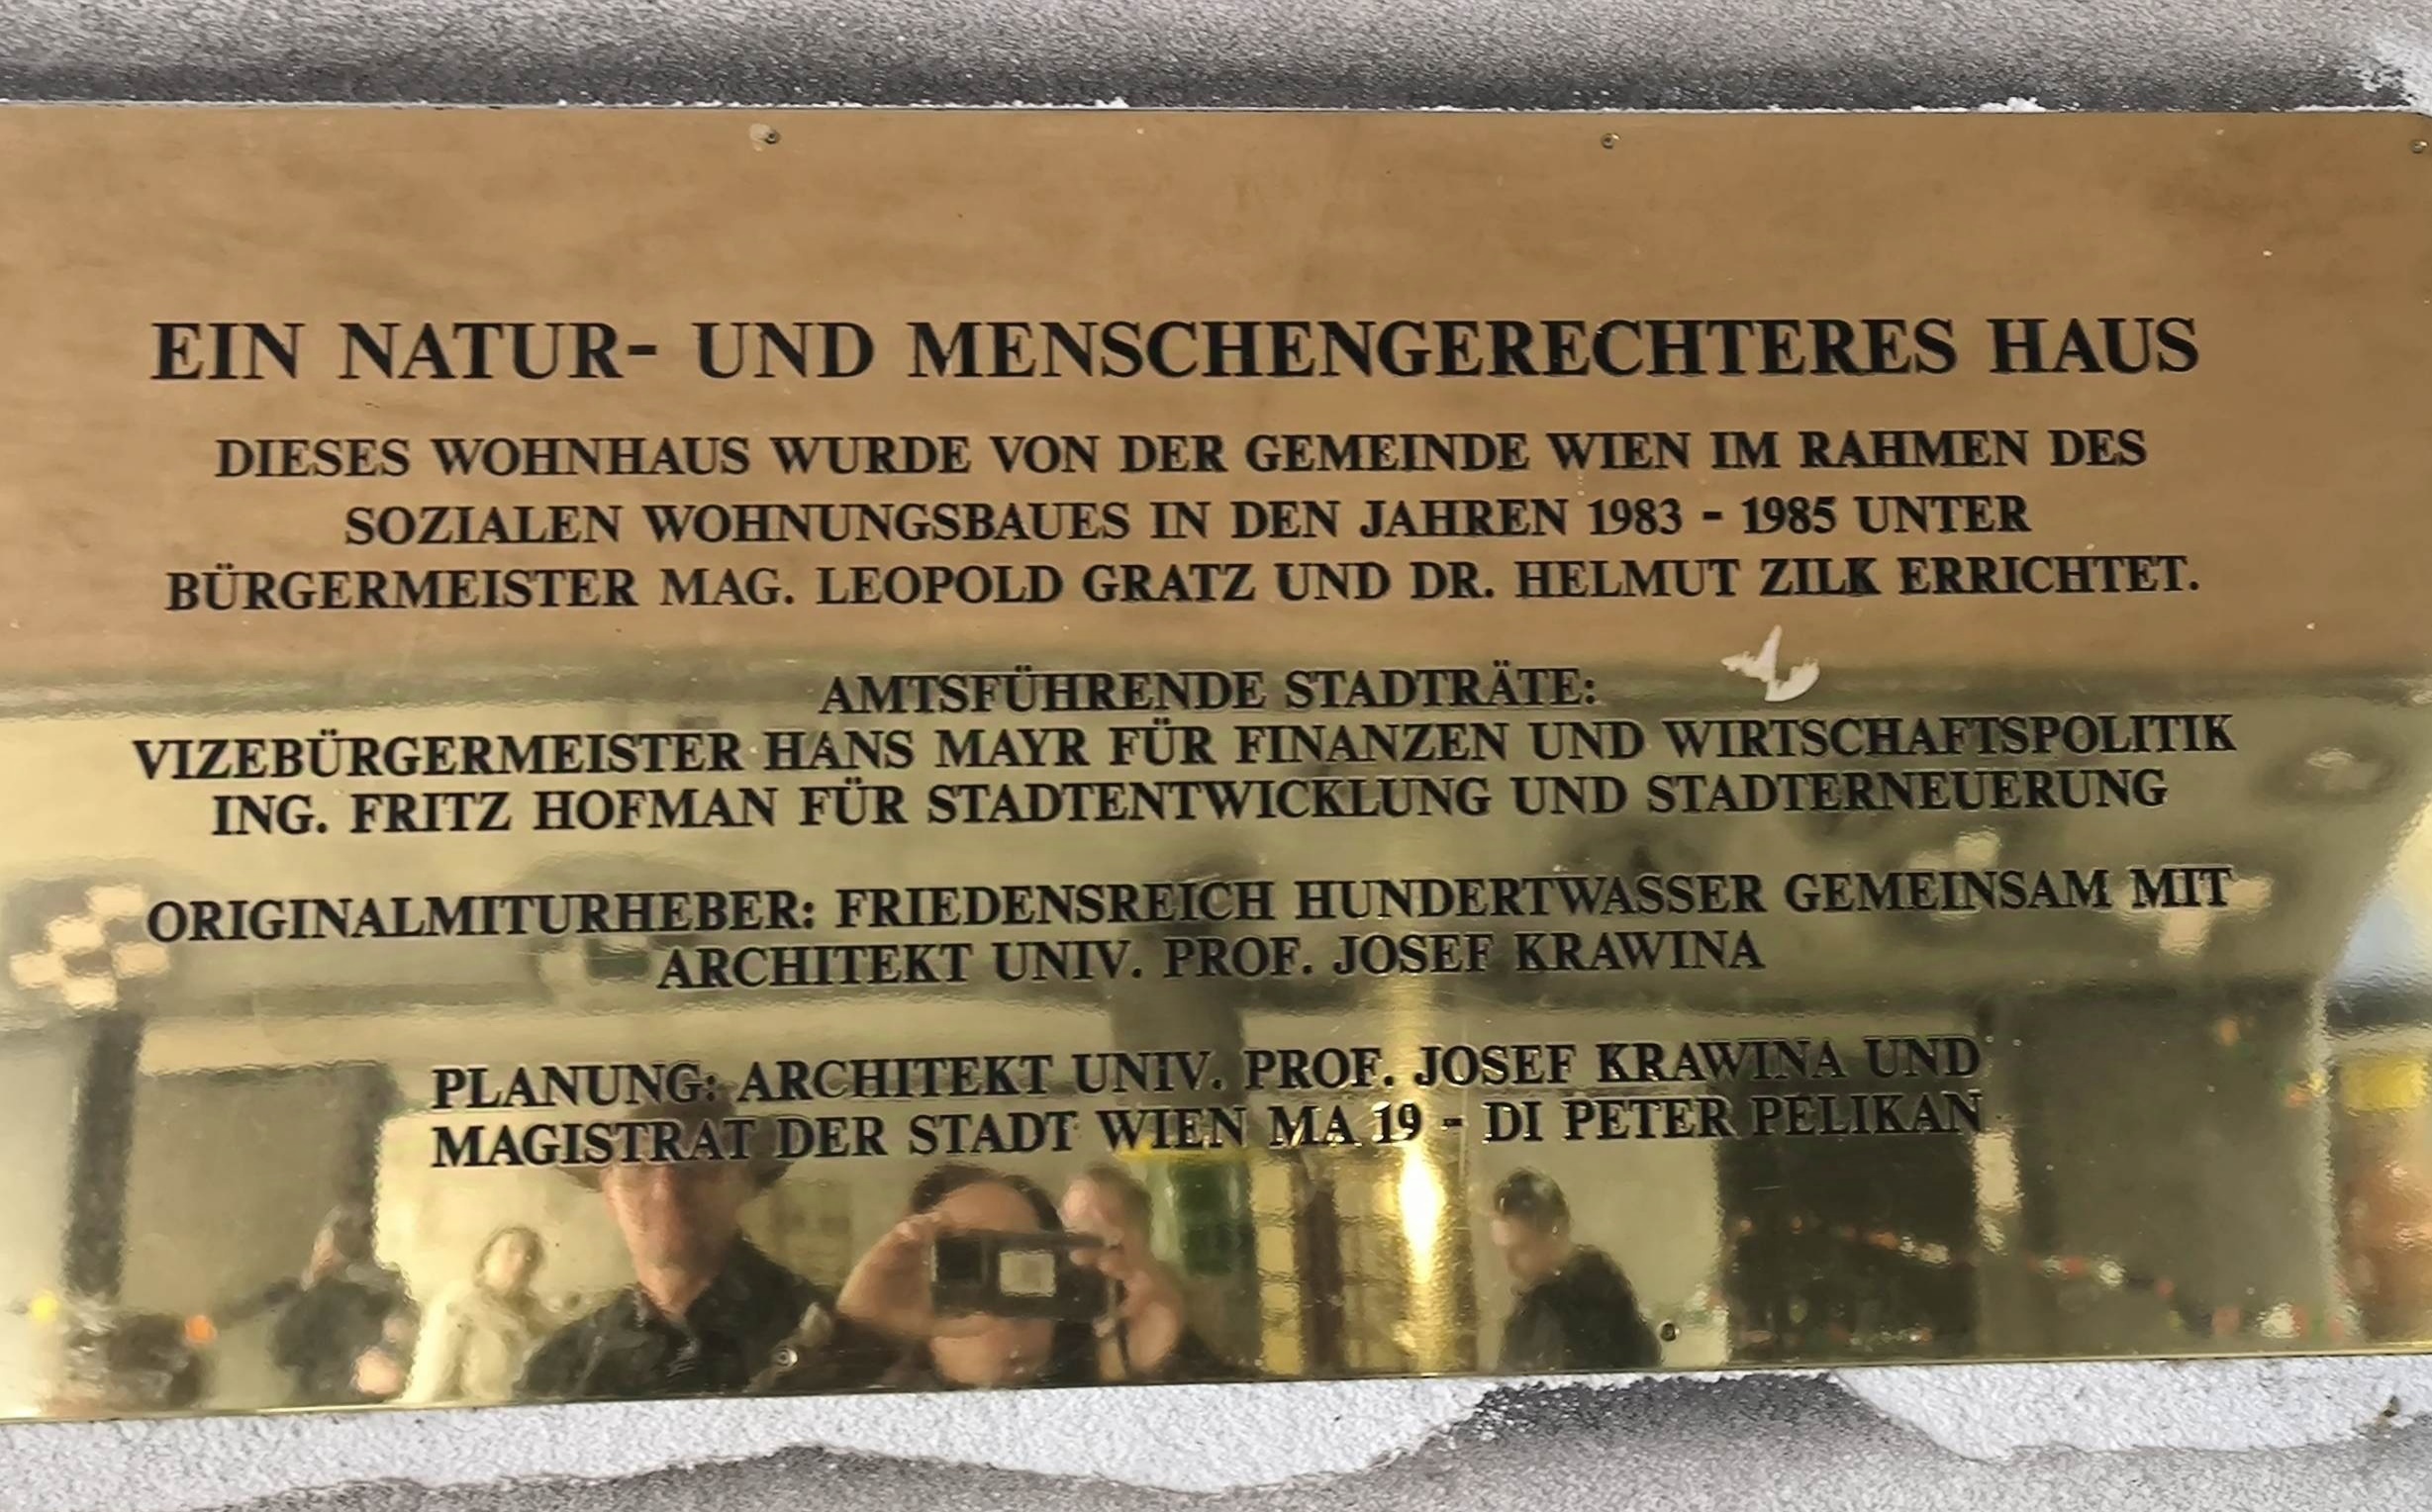 EIN NATUR- UND MENSCHENGERECHTERES HAUS
DIESES WOHNHAUS WURDE VON DER GEMEINDE WIEN IM RAHMEN DES
SOZIALEN WOHNUNGSBAUES IN DEN JAHREN 1983 - 1985 UNTER
BÜRGERMEISTER MAG. LEOPOLD GRATZ UND DR. HELMUT ZILK ERRICHTET.
AMTSFÜHRENDE STADTRÄTE:
VIZEBÜRGERMEISTER HANS MAYR FÜR FINANZEN UND WIRTSCHAFTSPOLITIK
ING. FRITZ HOFMAN FÜR STADTENTWICKLUNG UND STADTERNEUERUNG
ORIGINALMITURHEBER: FRIEDENSREICH HUNDERTWASSER GEMEINSAM MIT
ARCHITEKT UNIV. PROF. JOSEF KRAWINA
PLANUNG: ARCHITEKT UNIV. PROF. JOSEF KRAWINA UND
MAGISTRAT DER STADT WIEN MA 19 - DI PETER PELIKAN